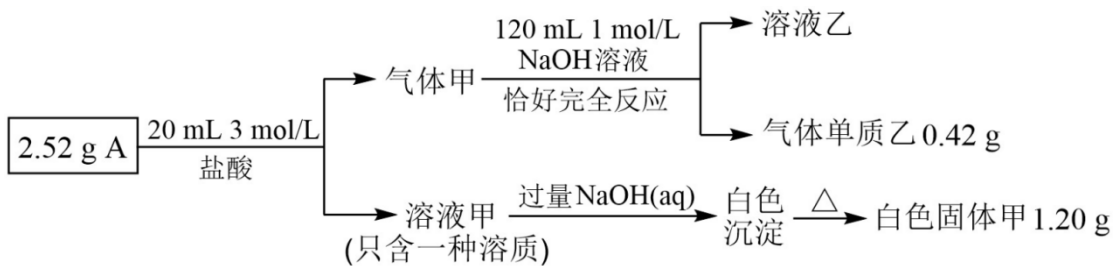 120 mL 1 mol/L
NaOH溶液
恰好完全反应
溶液乙
气体甲
气体单质乙0.42 g
2.52 g A
20 mL 3 mol/L
盐酸
溶液甲
(只含一种溶质)
过量NaOH(aq)
白色
沉淀
△
白色固体甲1.20 g